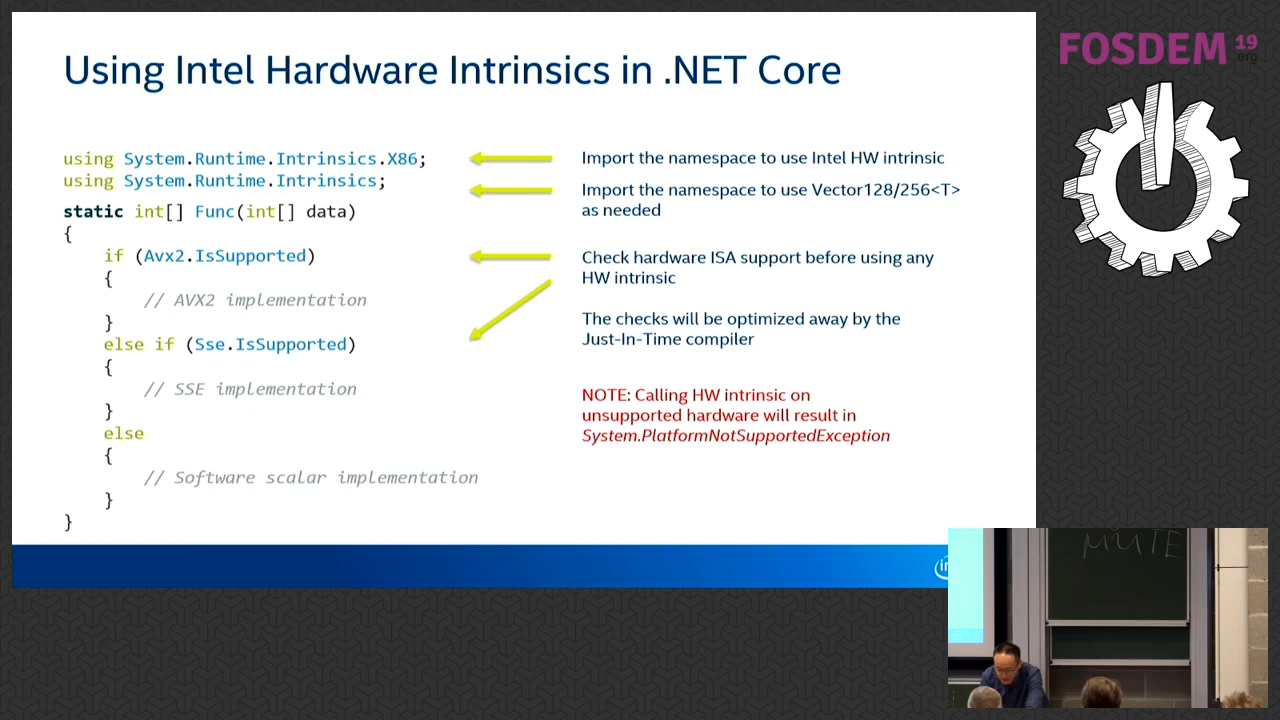 Using Intel Hardware Intrinsics in .NET Core
using System.Runtime.Intrinsics.X86;
using System.Runtime.Intrinsics;
static int[] Func(int[] data)
{
if (Avx2.IsSupported)
{
// AVX2 implementation
}
else if (Sse.IsSupported)
{
// SSE implementation
}
else
{
// Software scalar implementation
}
}
Import the namespace to use Intel HW intrinsic
Import the namespace to use Vector128/256<T>
as needed
Check hardware ISA support before using any
HW intrinsic
The checks will be optimized away by the
Just-In-Time compiler
NOTE: Calling HW intrinsic on
unsupported hardware will result in
System.PlatformNotSupportedException
FOSDEM 19
.org
MUTE